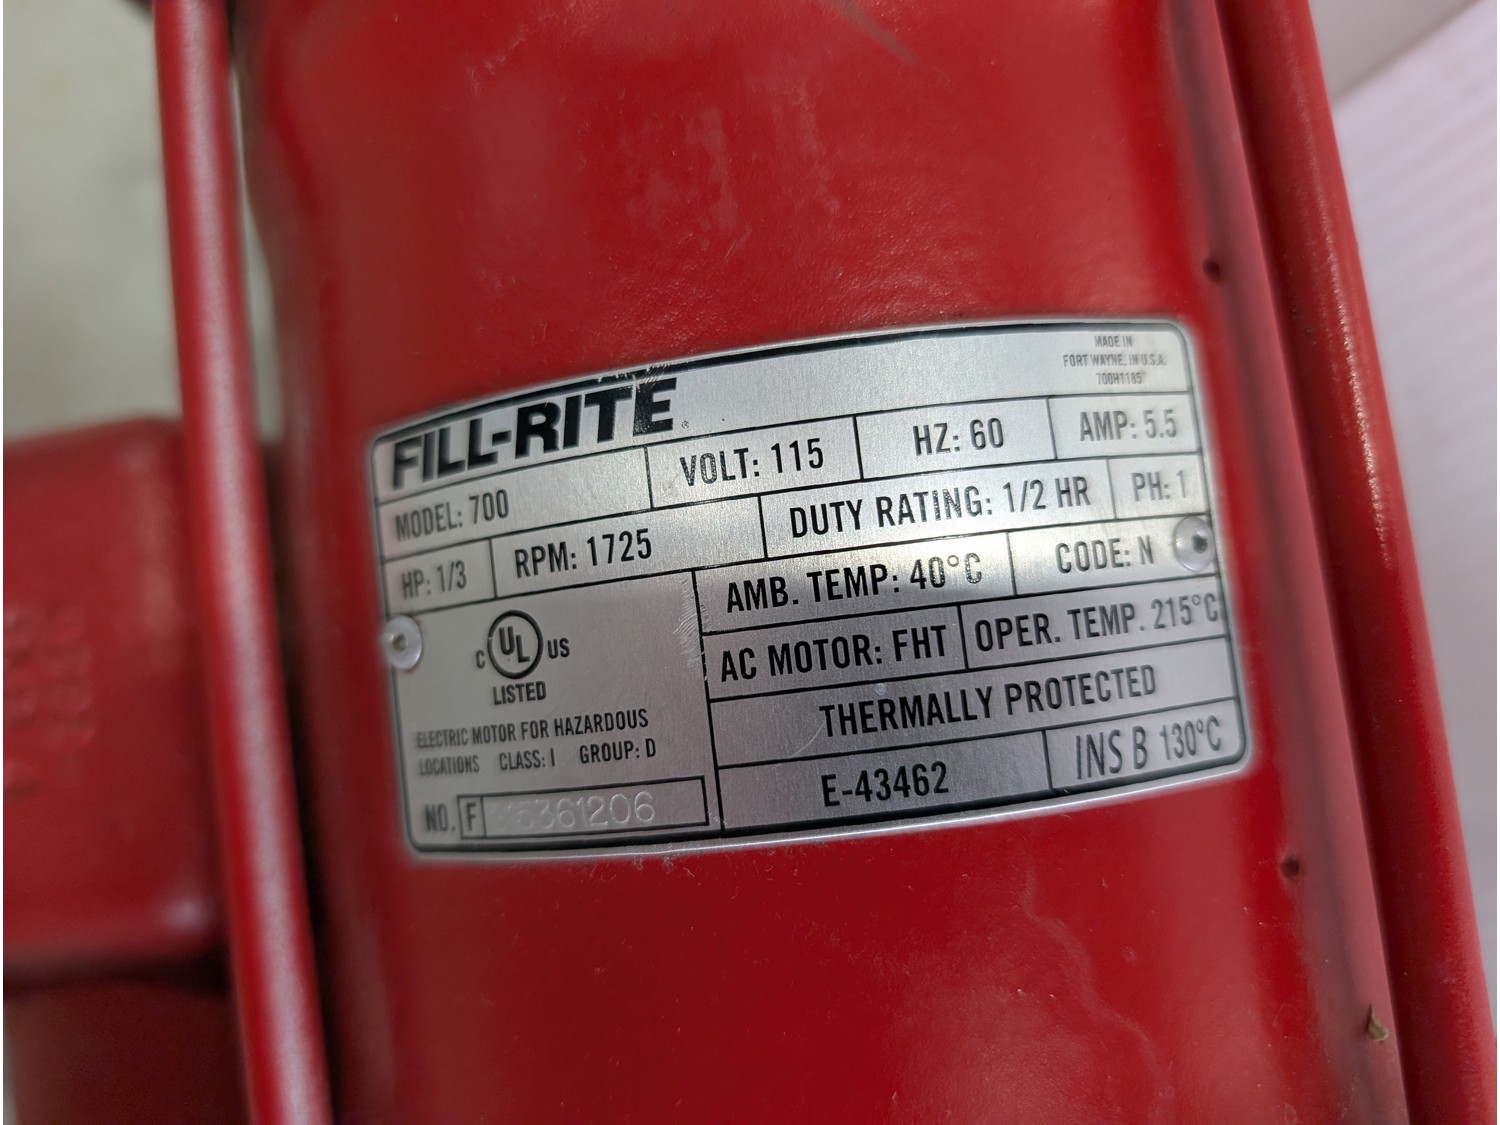 MADE IN
FORT WAYNE, IN U.S.A.
700H1185
FILL-RITE
MODEL: 700 VOLT: 115 HZ: 60 AMP: 5.5
HP: 1/3 RPM: 1725 DUTY RATING: 1/2 HR PH: 1
AMB. TEMP: 40°C CODE: N
AC MOTOR: FHT OPER. TEMP. 215°C
THERMALLY PROTECTED
E-43462 INS B 130°C
C UL US
LISTED
ELECTRIC MOTOR FOR HAZARDOUS
LOCATIONS CLASS: I GROUP: D
NO. F